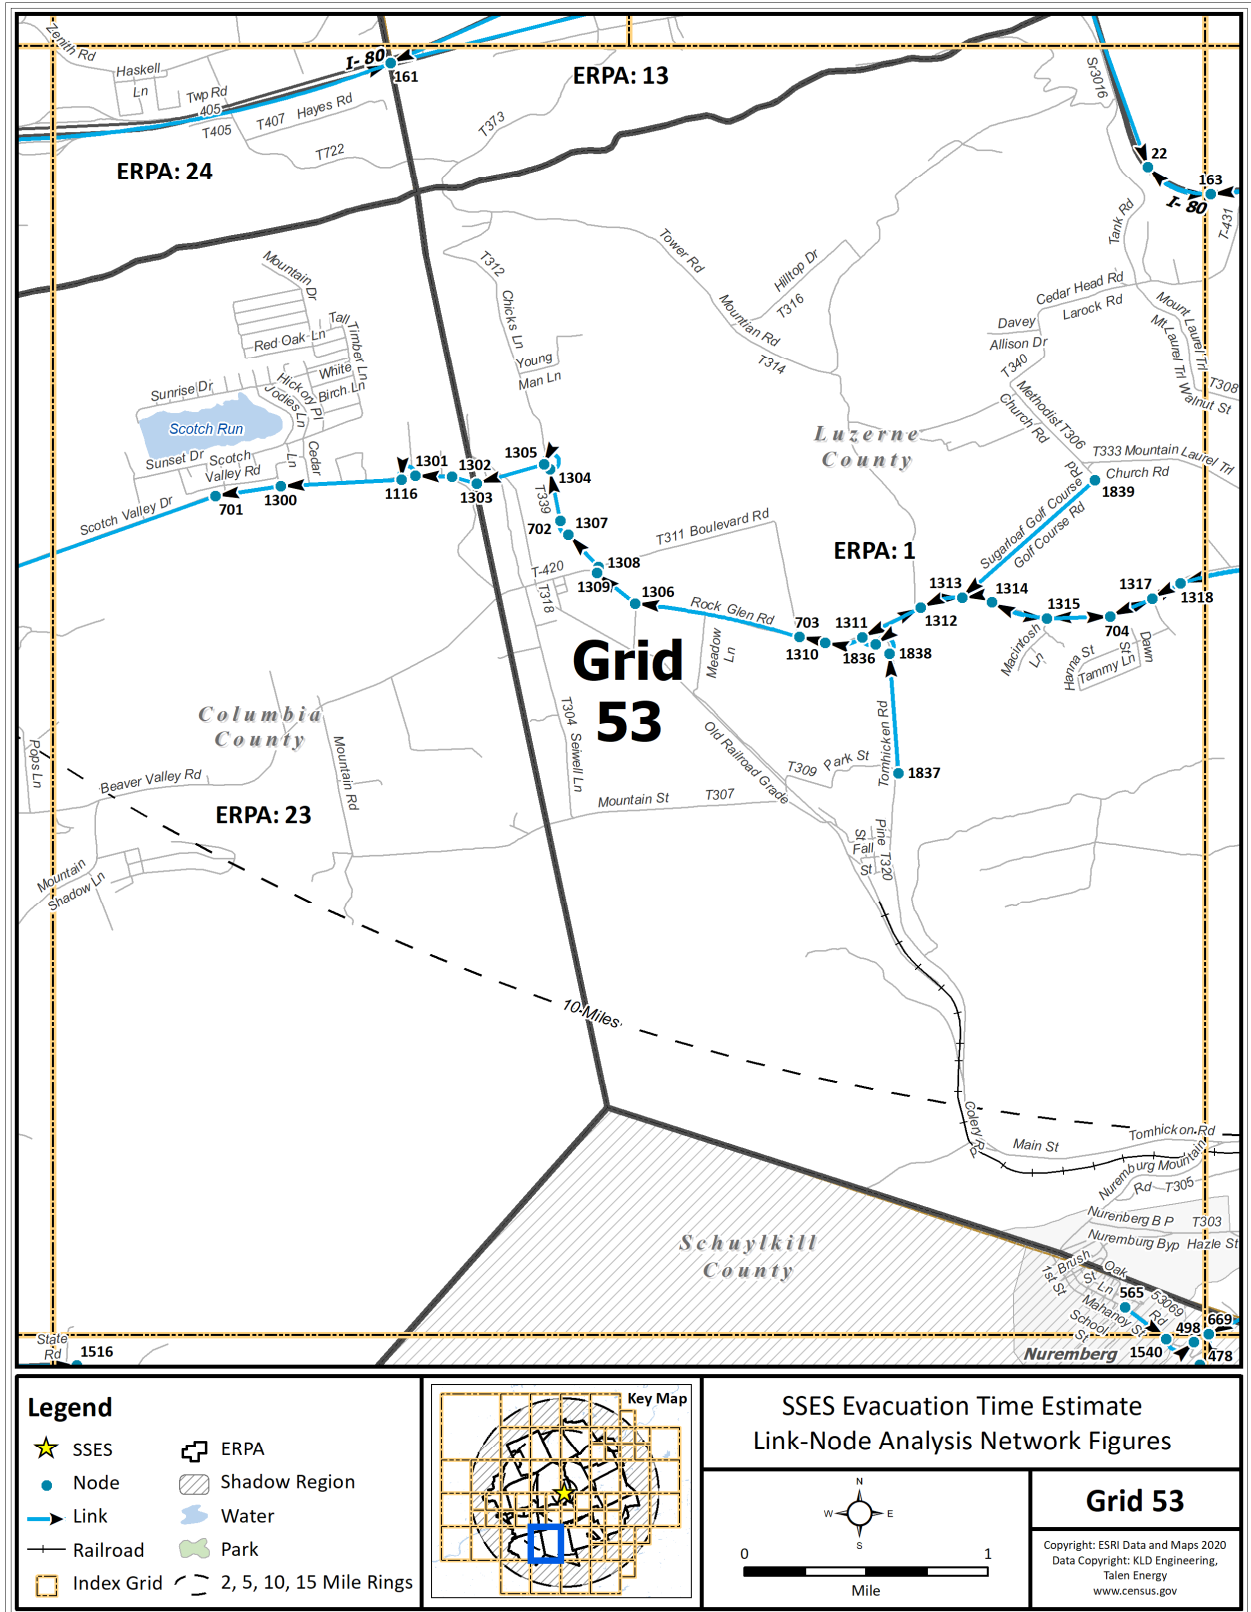 Zenith Rd
Haskell
Ln
I- 80
161
ERPA: 13
Sr3016
Twp Rd
405
T405
T407
Hayes Rd
T373
T722
ERPA: 24
22
163
I- 80
Tank Rd
T-431
Tower Rd
Hilltop Dr
T316
T312
Mountain Dr
Chicks Ln
Mountian Rd
T314
Cedar Head Rd
Larock Rd
Davey
Allison Dr
T340
Mount Laurel Trl
Mt Laurel Trl
Walnut St
T308
Tall
Timber Ln
Red Oak Ln
Young
Man Ln
White
Birch Ln
Sunrise Dr
Hickory Pl
Jodies Ln
Scotch Run
Methodist
Church Rd
T306
Luzerne
County
T333 Mountain Laurel Trl
Church Rd
1839
Sunset Dr
Scotch
Valley Rd
Ln
Cedar
1305
1304
1301
1302
1116
1303
1300
701
Scotch Valley Dr
T339
702
1307
T311 Boulevard Rd
Sugarloaf Golf Course
Rd
Golf Course Rd
ERPA: 1
1308
T-420
1309
T318
1306
Rock Glen Rd
1313
1314
1317
1318
1312
1315
704
703
1311
1310
1836
1838
Meadow
Ln
Macintosh
Ln
Hanna St
Tammy Ln
St
Dawn
Grid
53
Columbia
County
T304
Seiwell Ln
Old Railroad Grade
Tomhicken Rd
1837
Pops Ln
Beaver Valley Rd
Mountain Rd
T309
Park St
Mountain St
T307
ERPA: 23
Pine
T320
St
Fall
St
Mountain
Shadow Ln
10 Miles
Colery
Rd
Main St
Tomhickon Rd
Nuremburg Mountain
Rd
T305
Nurenberg B P
T303
Nuremburg Byp
Hazle St
Schuylkill
County
Brush
1st St
Oak
St
Ln
565
53069
Rd
Mahanoy St
School
St
669
498
1540
478
Nuremberg
State
Rd
1516
Legend
SSES
ERPA
Node
Shadow Region
Link
Water
Railroad
Park
Index Grid
2, 5, 10, 15 Mile Rings
Key Map
SSES Evacuation Time Estimate
Link-Node Analysis Network Figures
N
W
E
S
0
1
Mile
Grid 53
Copyright: ESRI Data and Maps 2020
Data Copyright: KLD Engineering,
Talen Energy
www.census.gov